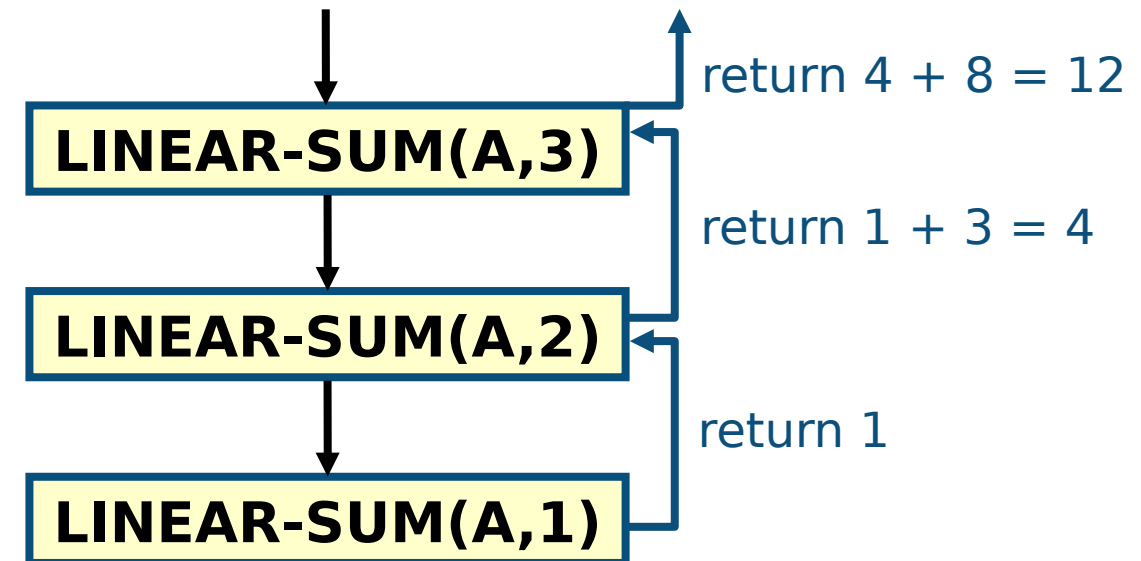 return 4 + 8 = 12
LINEAR-SUM(A,3)
return 1 + 3 = 4
LINEAR-SUM(A,2)
return 1
LINEAR-SUM(A,1)